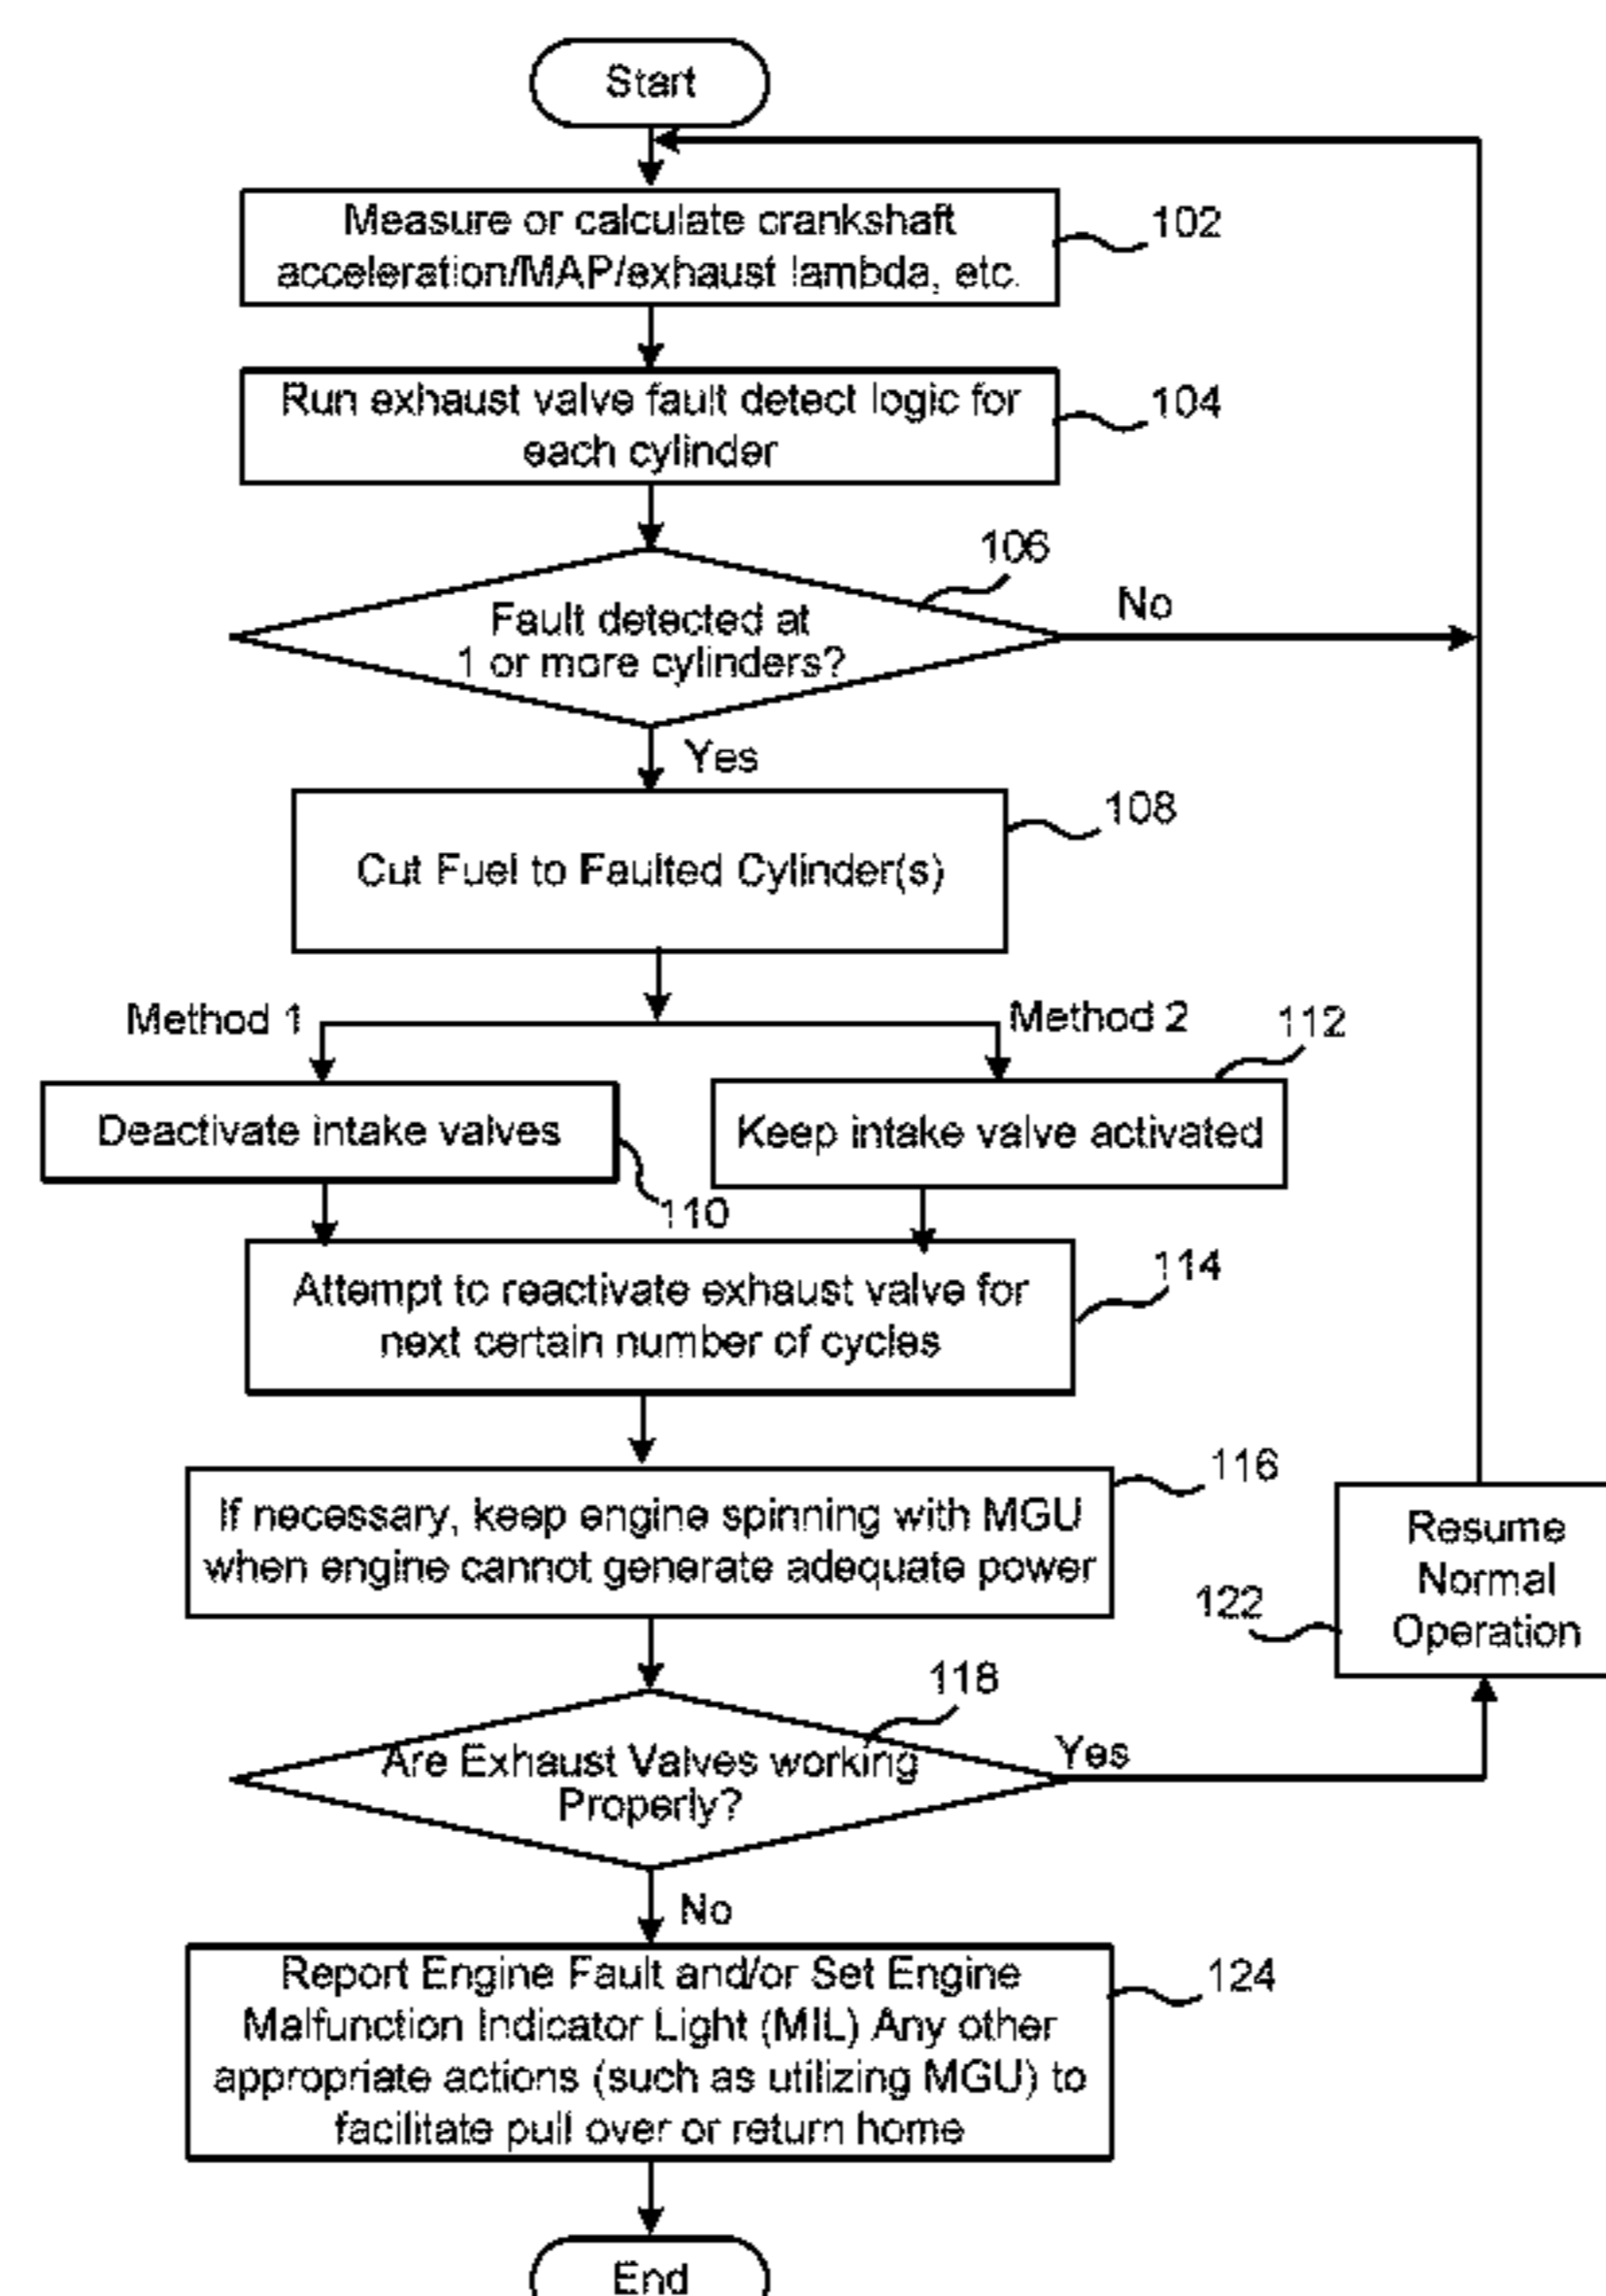 Start
Measure or calculate crankshaft
acceleration/MAP/exhaust lambda, etc.
102
Run exhaust valve fault detect logic for
each cylinder
104
106
Fault detected at
1 or more cylinders?
No
Yes
108
Cut Fuel to Faulted Cylinder(s)
Method 1
Method 2
112
Deactivate intake valves
Keep intake valve activated
110
Attempt to reactivate exhaust valve for
next certain number of cycles
114
If necessary, keep engine spinning with MGU
when engine cannot generate adequate power
116
Resume
Normal
Operation
122
118
Are Exhaust Valves working
Properly?
Yes
No
Report Engine Fault and/or Set Engine
Malfunction Indicator Light (MIL) Any other
appropriate actions (such as utilizing MGU) to
facilitate pull over or return home
124
End